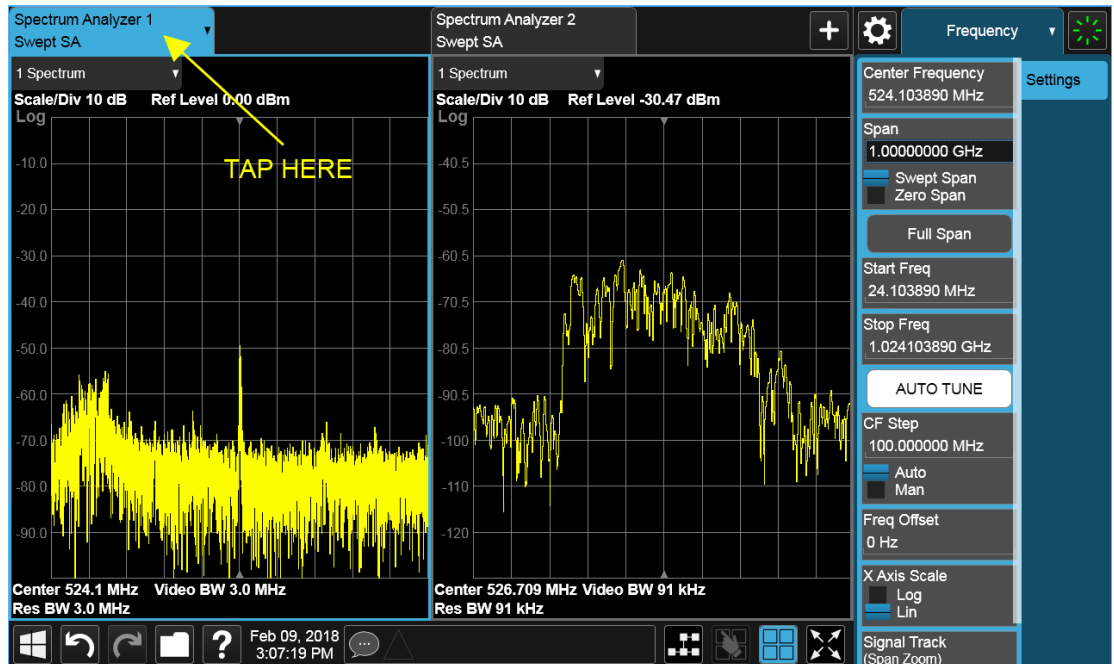 Spectrum Analyzer 1
Swept SA
Spectrum Analyzer 2
Swept SA
+
Frequency
1 Spectrum
Scale/Div 10 dB Ref Level 0.00 dBm
Log
TAP HERE
-10.0
-20.0
-30.0
-40.0
-50.0
-60.0
-70.0
-80.0
-90.0
Center 524.1 MHz Video BW 3.0 MHz
Res BW 3.0 MHz
1 Spectrum
Scale/Div 10 dB Ref Level -30.47 dBm
Log
-40.5
-50.5
-60.5
-70.5
-80.5
-90.5
-100
-110
-120
Center 526.709 MHz Video BW 91 kHz
Res BW 91 kHz
Center Frequency
524.103890 MHz
Settings
Span
1.00000000 GHz
Swept Span
Zero Span
Full Span
Start Freq
24.103890 MHz
Stop Freq
1.024103890 GHz
AUTO TUNE
CF Step
100.000000 MHz
Auto
Man
Freq Offset
0 Hz
X Axis Scale
Log
Lin
Signal Track
(Span Zoom)
?
Feb 09, 2018
3:07:19 PM